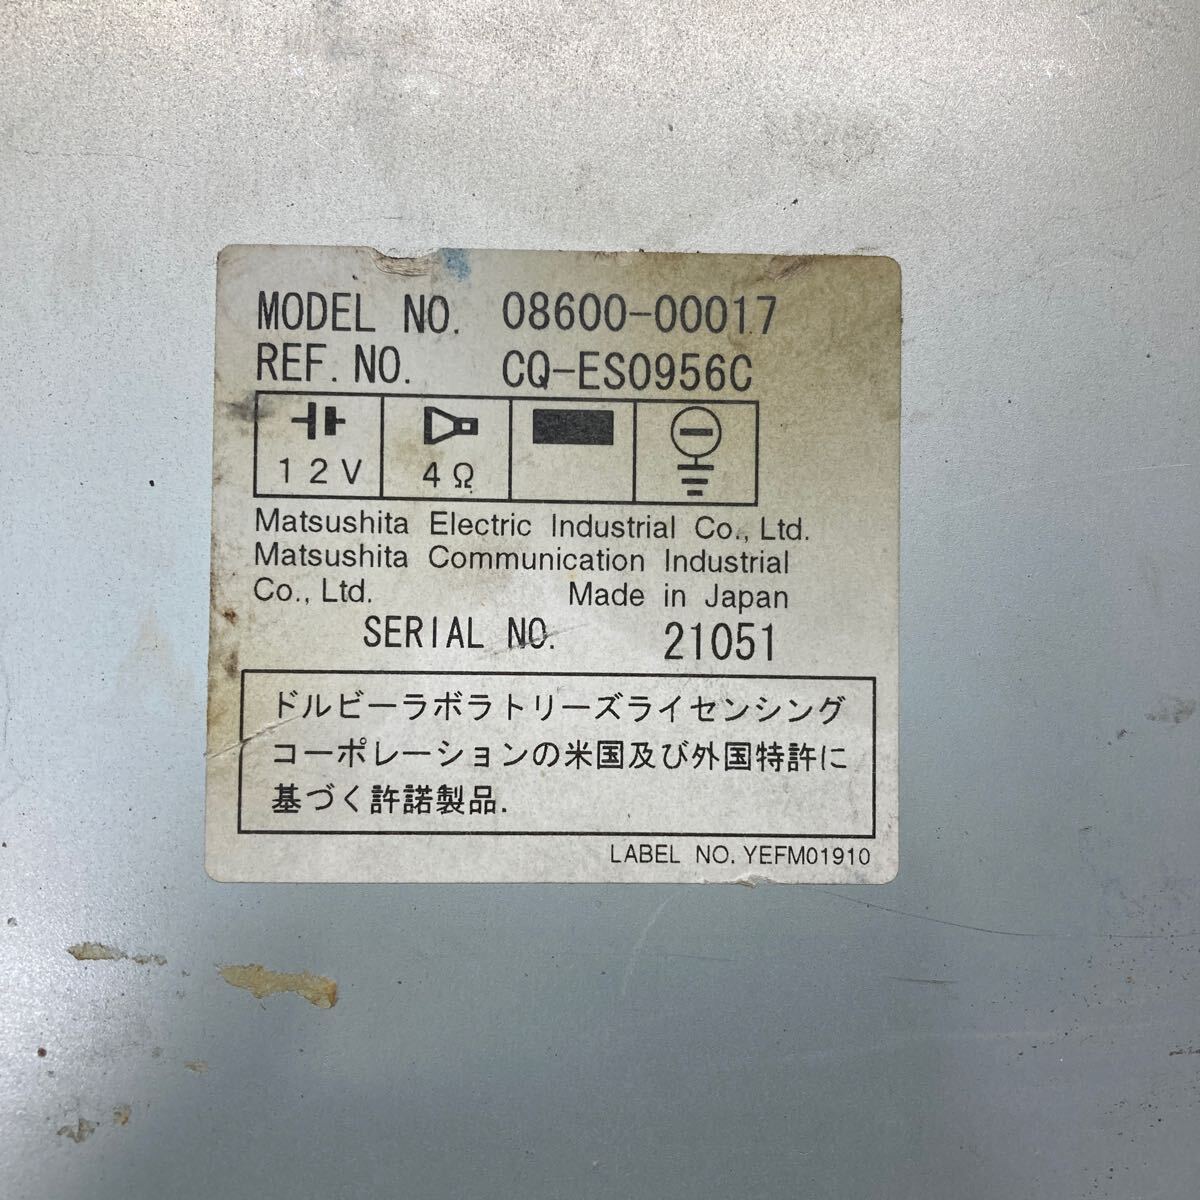 MODEL NO. 08600-00017
REF. NO. CQ-ES0956C
12V 4Ω
Matsushita Electric Industrial Co., Ltd.
Matsushita Communication Industrial
Co., Ltd. Made in Japan
SERIAL NO. 21051
ドルビーラボラトリーズライセンシング
コーポレーションの米国及び外国特許に
基づく許諾製品.
LABEL NO. YEFM01910